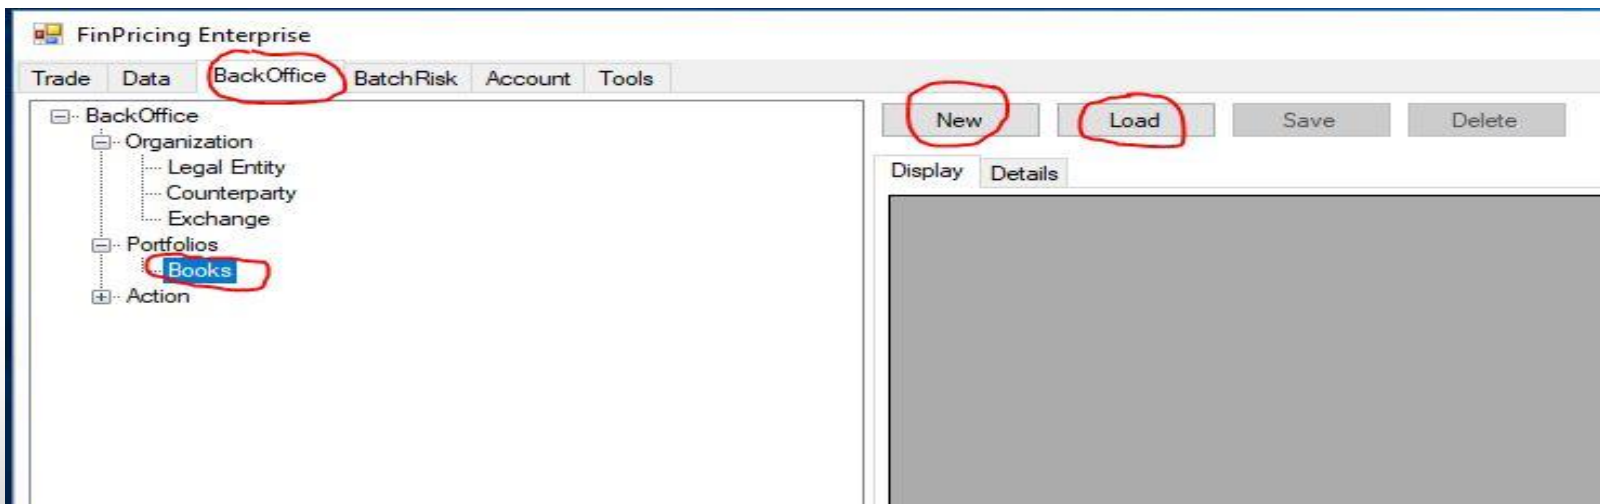 FinPricing Enterprise
Trade Data BackOffice BatchRisk Account Tools
BackOffice
Organization
Legal Entity
Counterparty
Exchange
Portfolios
Books
Action
New Load Save Delete
Display Details